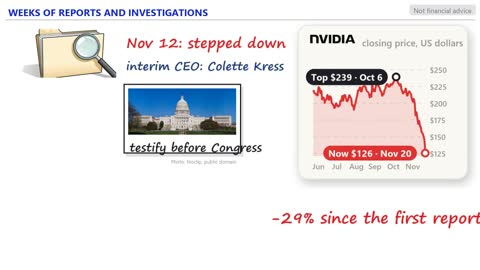 WEEKS OF REPORTS AND INVESTIGATIONS
Not financial advice
Nov 12: stepped down
interim CEO: Colette Kress
testify before Congress
Photo: Noclip, public domain
NVIDIA closing price, US dollars
Top $239 · Oct 6
$250
$225
$200
$175
$150
$125
Now $126 · Nov 20
Jun Jul Aug Sep Oct Nov
-29% since the first report